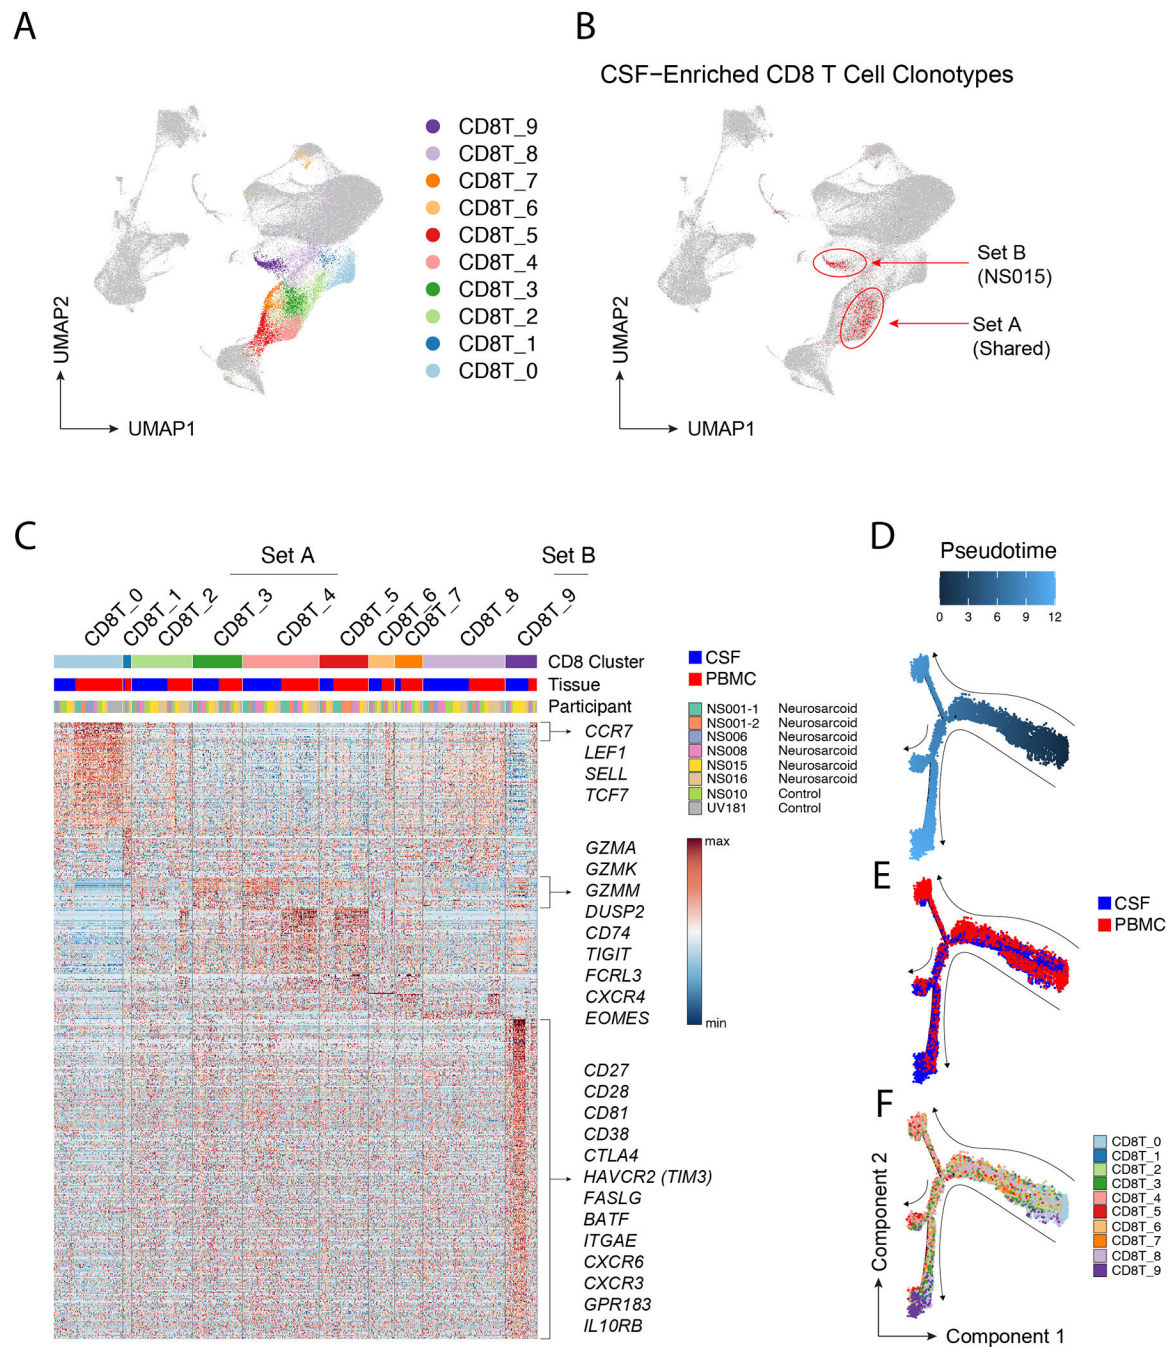 A
CD8T_9
CD8T_8
CD8T_7
CD8T_6
CD8T_5
CD8T_4
CD8T_3
CD8T_2
CD8T_1
CD8T_0
UMAP2
UMAP1
B
CSF−Enriched CD8 T Cell Clonotypes
Set B
(NS015)
Set A
(Shared)
UMAP2
UMAP1
C
Set A
Set B
CD8T_0
CD8T_1
CD8T_2
CD8T_3
CD8T_4
CD8T_5
CD8T_6
CD8T_7
CD8T_8
CD8T_9
CD8 Cluster
Tissue
Participant
CSF
PBMC
NS001-1 Neurosarcoid
NS001-2 Neurosarcoid
NS006 Neurosarcoid
NS008 Neurosarcoid
NS015 Neurosarcoid
NS016 Neurosarcoid
NS010 Control
UV181 Control
max
min
CCR7
LEF1
SELL
TCF7
GZMA
GZMK
GZMM
DUSP2
CD74
TIGIT
FCRL3
CXCR4
EOMES
CD27
CD28
CD81
CD38
CTLA4
HAVCR2 (TIM3)
FASLG
BATF
ITGAE
CXCR6
CXCR3
GPR183
IL10RB
D
Pseudotime
0 3 6 9 12
E
CSF
PBMC
F
CD8T_0
CD8T_1
CD8T_2
CD8T_3
CD8T_4
CD8T_5
CD8T_6
CD8T_7
CD8T_8
CD8T_9
Component 2
Component 1